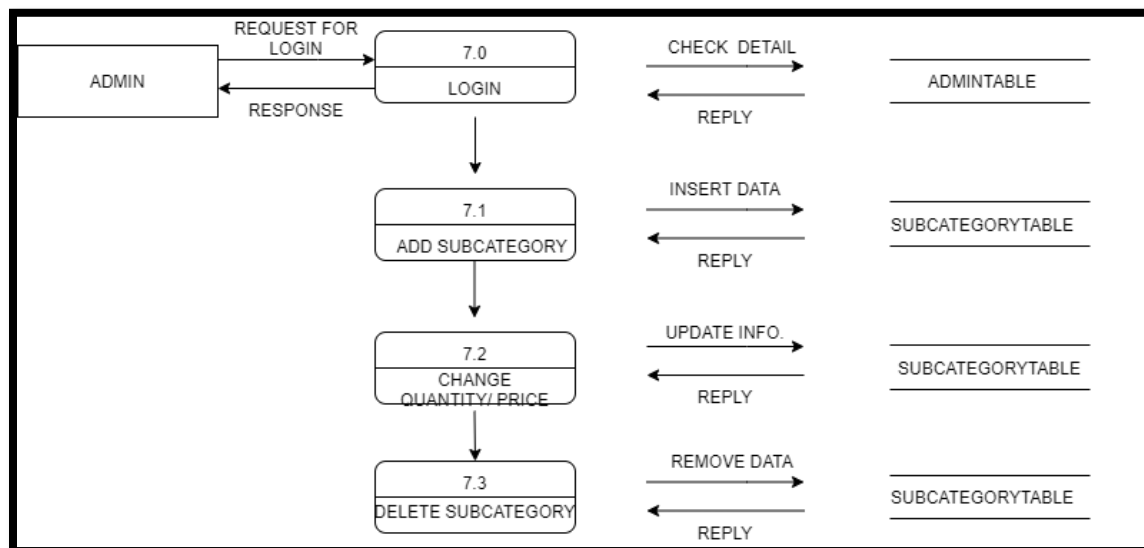 REQUEST FOR
LOGIN
ADMIN
RESPONSE
7.0
LOGIN
CHECK DETAIL
REPLY
ADMINTABLE
7.1
ADD SUBCATEGORY
INSERT DATA
REPLY
SUBCATEGORYTABLE
7.2
CHANGE
QUANTITY/ PRICE
UPDATE INFO.
REPLY
SUBCATEGORYTABLE
7.3
DELETE SUBCATEGORY
REMOVE DATA
REPLY
SUBCATEGORYTABLE